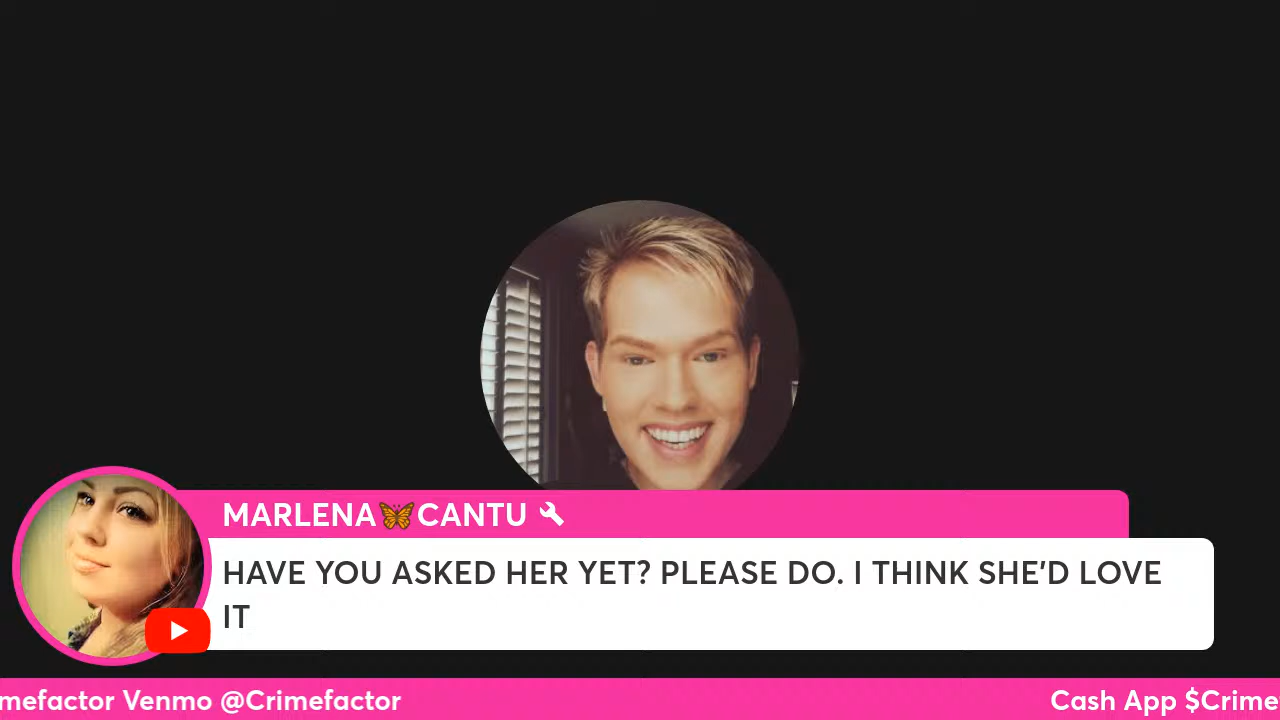 MARLENA🦋CANTU
HAVE YOU ASKED HER YET? PLEASE DO. I THINK SHE'D LOVE
IT
mefactor Venmo @Crimefactor
Cash App $Crime